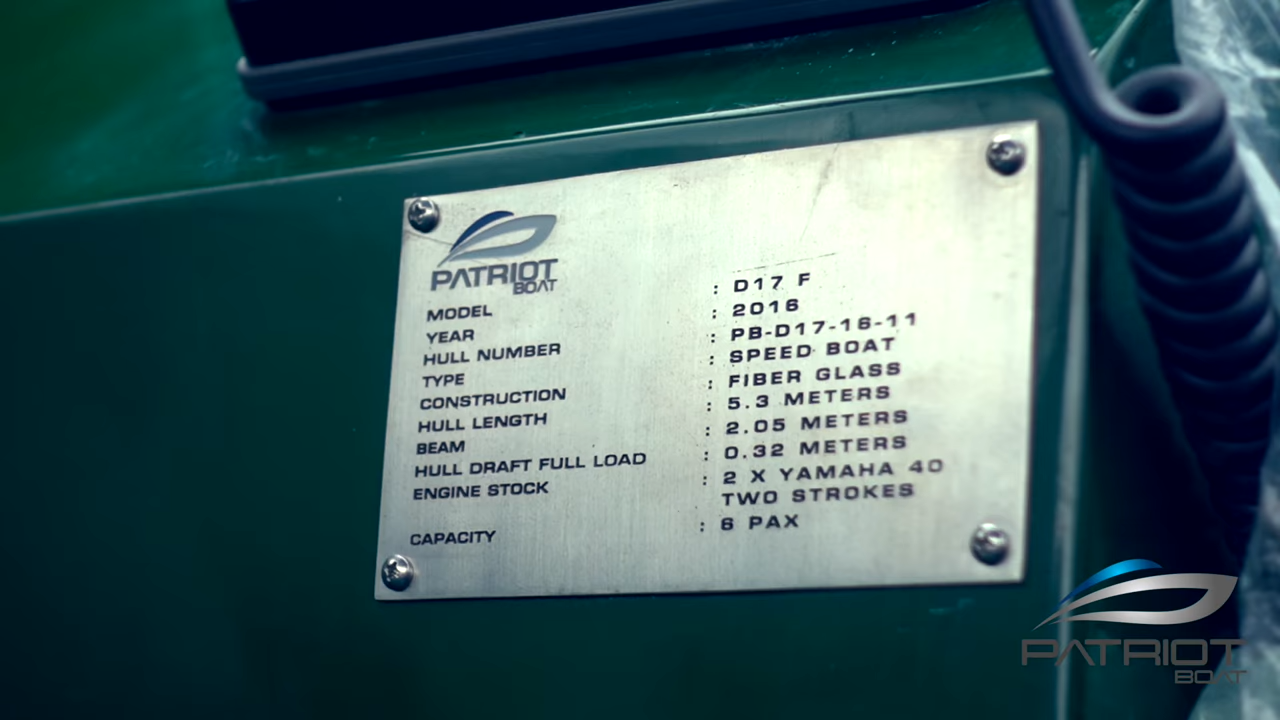 PATRIOT
BOAT
MODEL : D17 F
YEAR : 2016
HULL NUMBER : PB-D17-16-11
TYPE : SPEED BOAT
CONSTRUCTION : FIBER GLASS
HULL LENGTH : 5.3 METERS
BEAM : 2.05 METERS
HULL DRAFT FULL LOAD : 0.32 METERS
ENGINE STOCK : 2 X YAMAHA 40
TWO STROKES
CAPACITY : 6 PAX
PATRIOT
BOAT